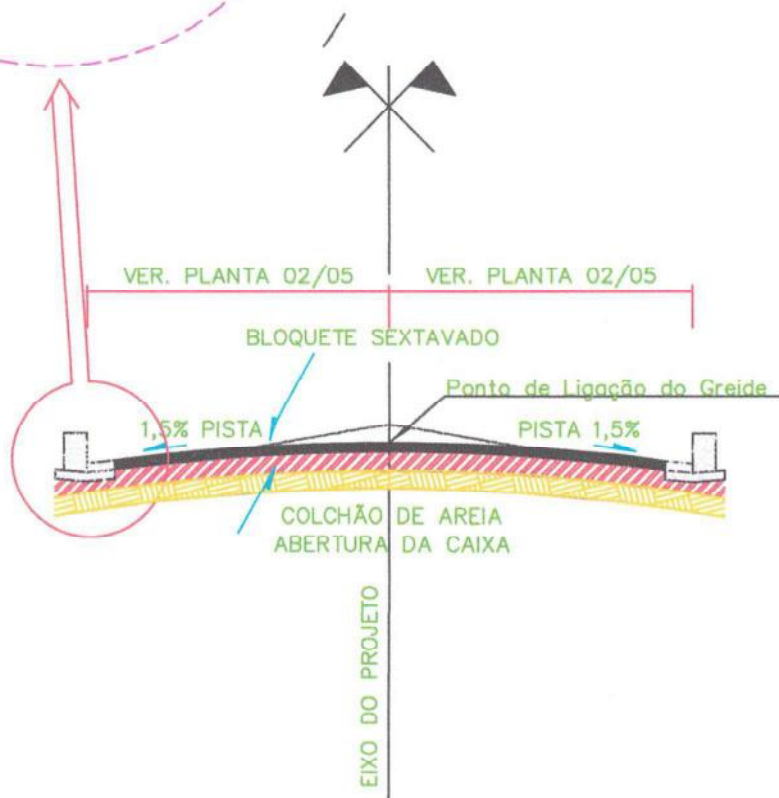 VER. PLANTA 02/05
VER. PLANTA 02/05
BLOQUETE SEXTAVADO
Ponto de Ligação do Greide
1,5% PISTA
PISTA 1,5%
COLCHÃO DE AREIA
ABERTURA DA CAIXA
EIXO DO PROJETO